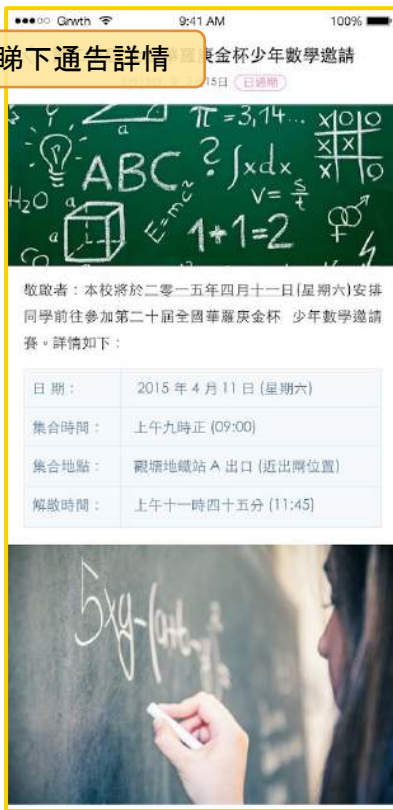 Girwth 9:41 AM 100%
睇下通告詳情
華羅庚金杯少年數學邀請
15日 已過期
π = 3,14...
XOO
XX
XIO
ABC ? ∫xdx
v = s/t
H₂O
a
a
E=mc²
1+1=2
敬啟者：本校將於二零一五年四月十一日(星期六)安排
同學前往參加第二十屆全國華羅庚金杯 少年數學邀請
賽。詳情如下：
日 期： 2015 年 4 月 11 日 (星期六)
集合時間： 上午九時正 (09:00)
集合地點： 觀塘地鐵站 A 出口 (近出閘位置)
解散時間： 上午十一時四十五分 (11:45)
5xy-(a+b